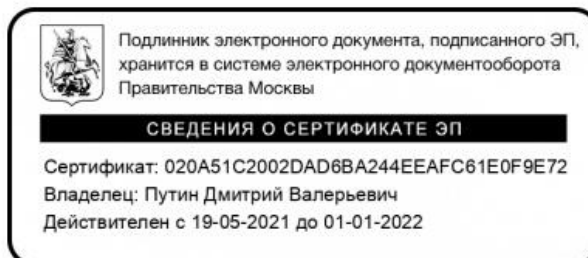 Подлинник электронного документа, подписанного ЭП,
хранится в системе электронного документооборота
Правительства Москвы
СВЕДЕНИЯ О СЕРТИФИКАТЕ ЭП
Сертификат: 020A51C2002DAD6BA244EEAFC61E0F9E72
Владелец: Путин Дмитрий Валерьевич
Действителен с 19-05-2021 до 01-01-2022